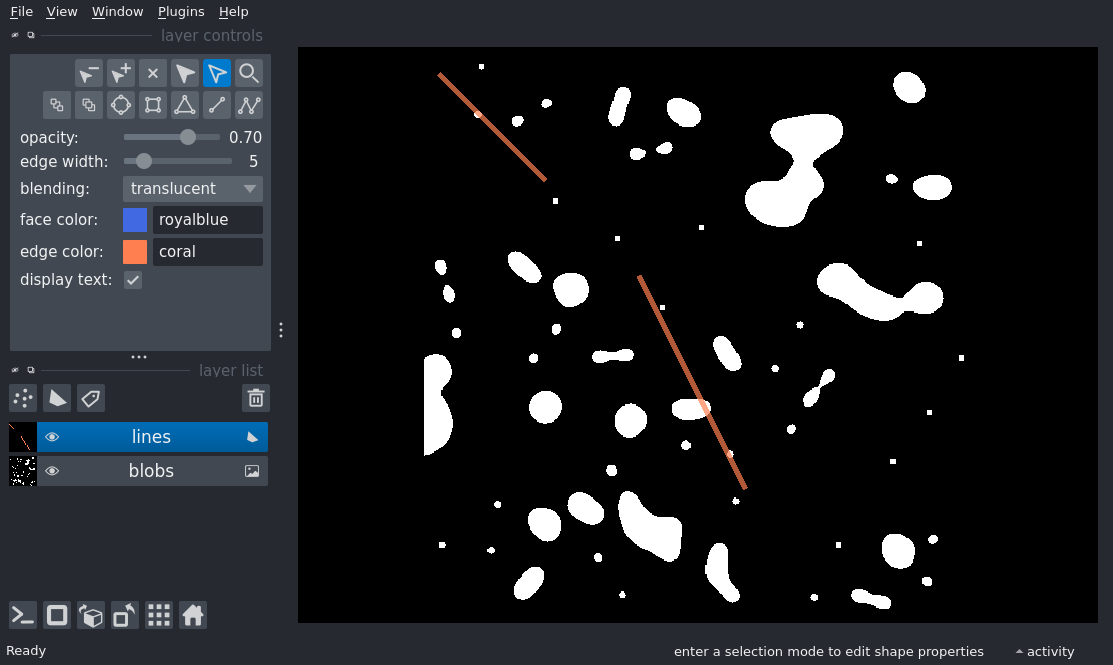 File View Window Plugins Help
layer controls
opacity: 0.70
edge width: 5
blending: translucent
face color: royalblue
edge color: coral
display text:
layer list
lines
blobs
Ready enter a selection mode to edit shape properties activity